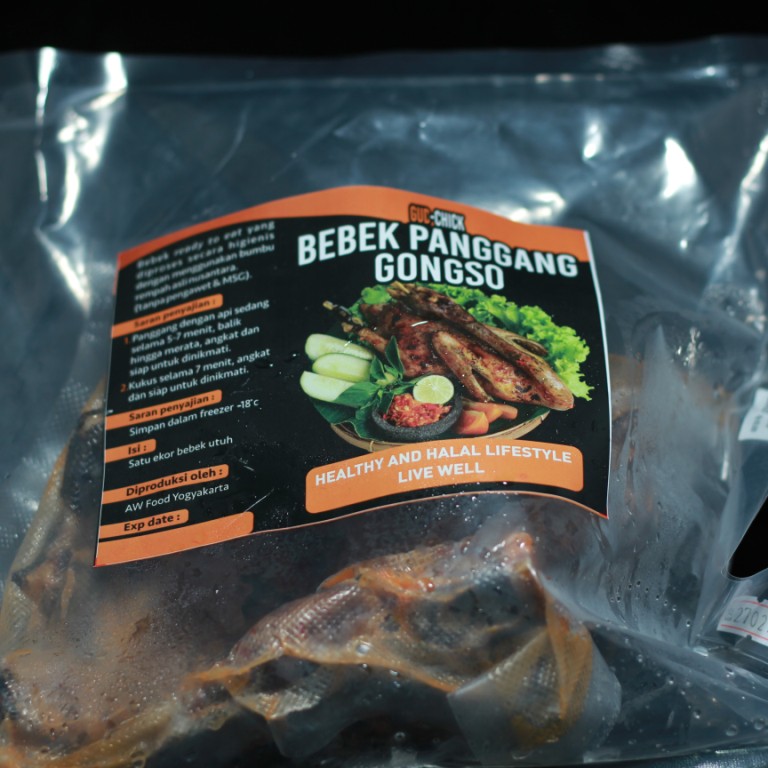 GUE-CHICK
BEBEK PANGGANG
GONGSO
Bebek ready to eat yang
diproses secara higienis
dengan menggunakan bumbu
rempah asli nusantara.
(tanpa pengawet & MSG).
Saran penyajian :
1. Panggang dengan api sedang
selama 5-7 menit, balik
hingga merata, angkat dan
siap untuk dinikmati.
2. Kukus selama 7 menit, angkat
dan siap untuk dinikmati.
Saran penyajian :
Simpan dalam freezer -18°c
Isi :
Satu ekor bebek utuh
Diproduksi oleh :
AW Food Yogyakarta
Exp date :
HEALTHY AND HALAL LIFESTYLE
LIVE WELL
2702